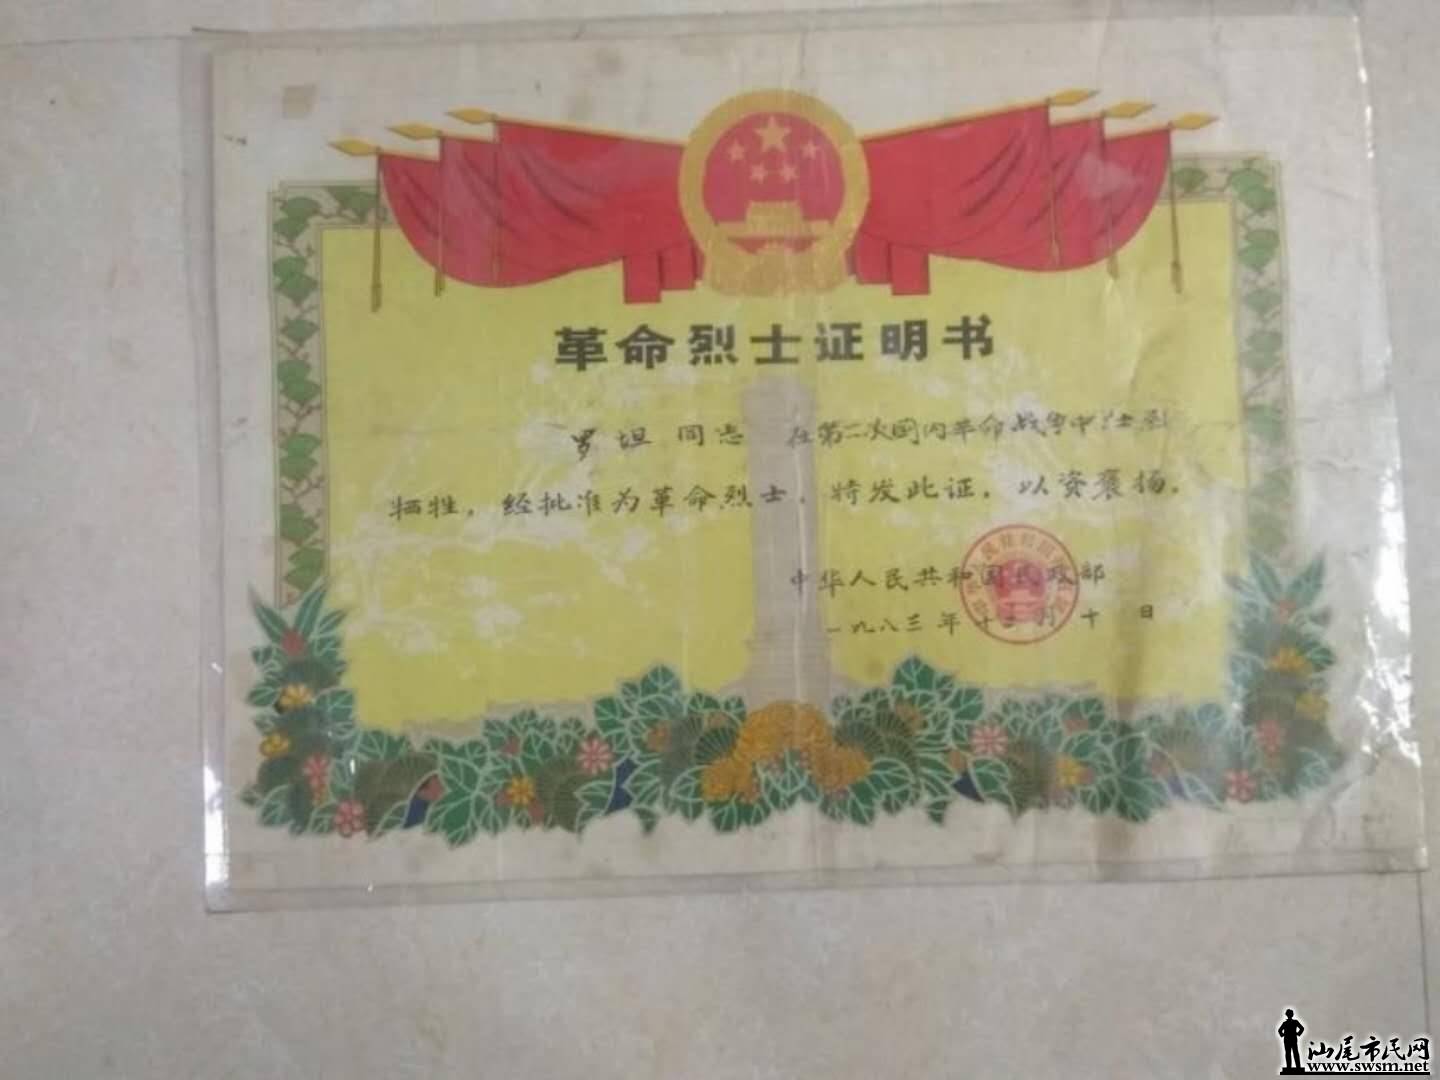 革命烈士证明书
罗坦 同志 在第二次国内革命战争中壮烈
牺牲，经批准为革命烈士，特发此证，以资褒扬。
中华人民共和国民政部
一九八三年十二月十日
汕尾市民网
www.swsm.net